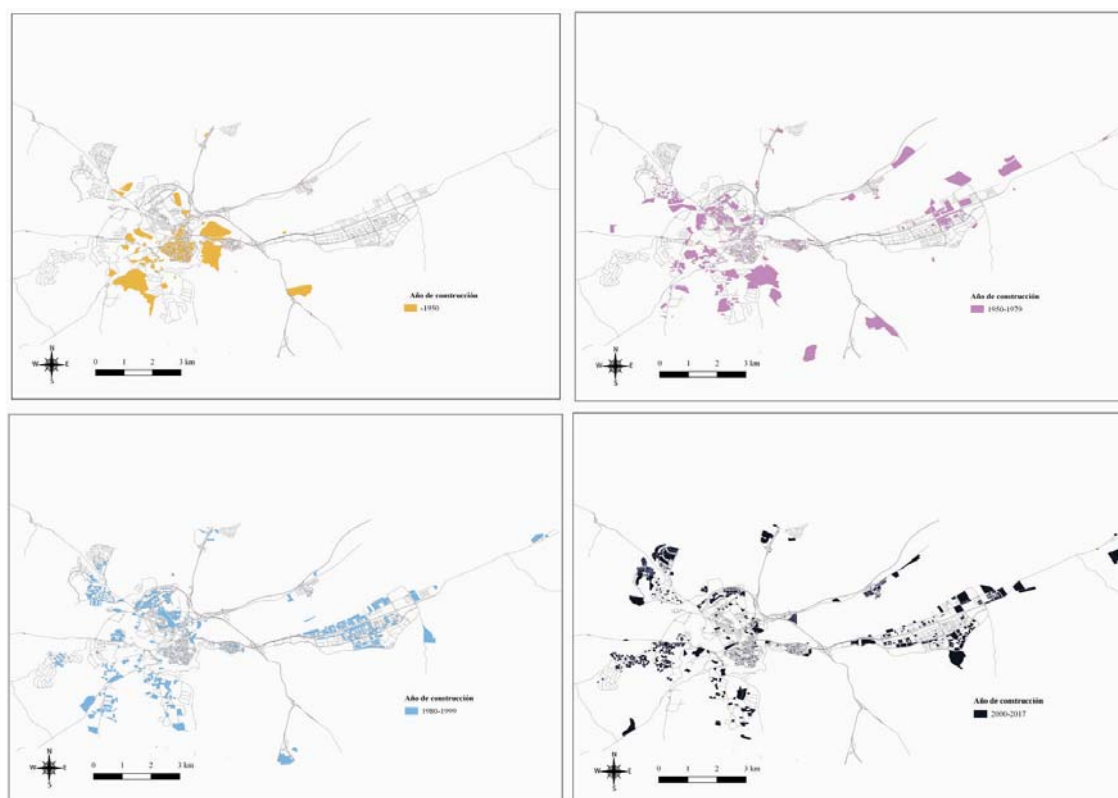 Año de construcción
-1950
N
W E
S
0 1 2 3 km
Año de construcción
1950-1979
N
W E
S
0 1 2 3 km
Año de construcción
1980-1999
N
W E
S
0 1 2 3 km
Año de construcción
2000-2017
N
W E
S
0 1 2 3 km